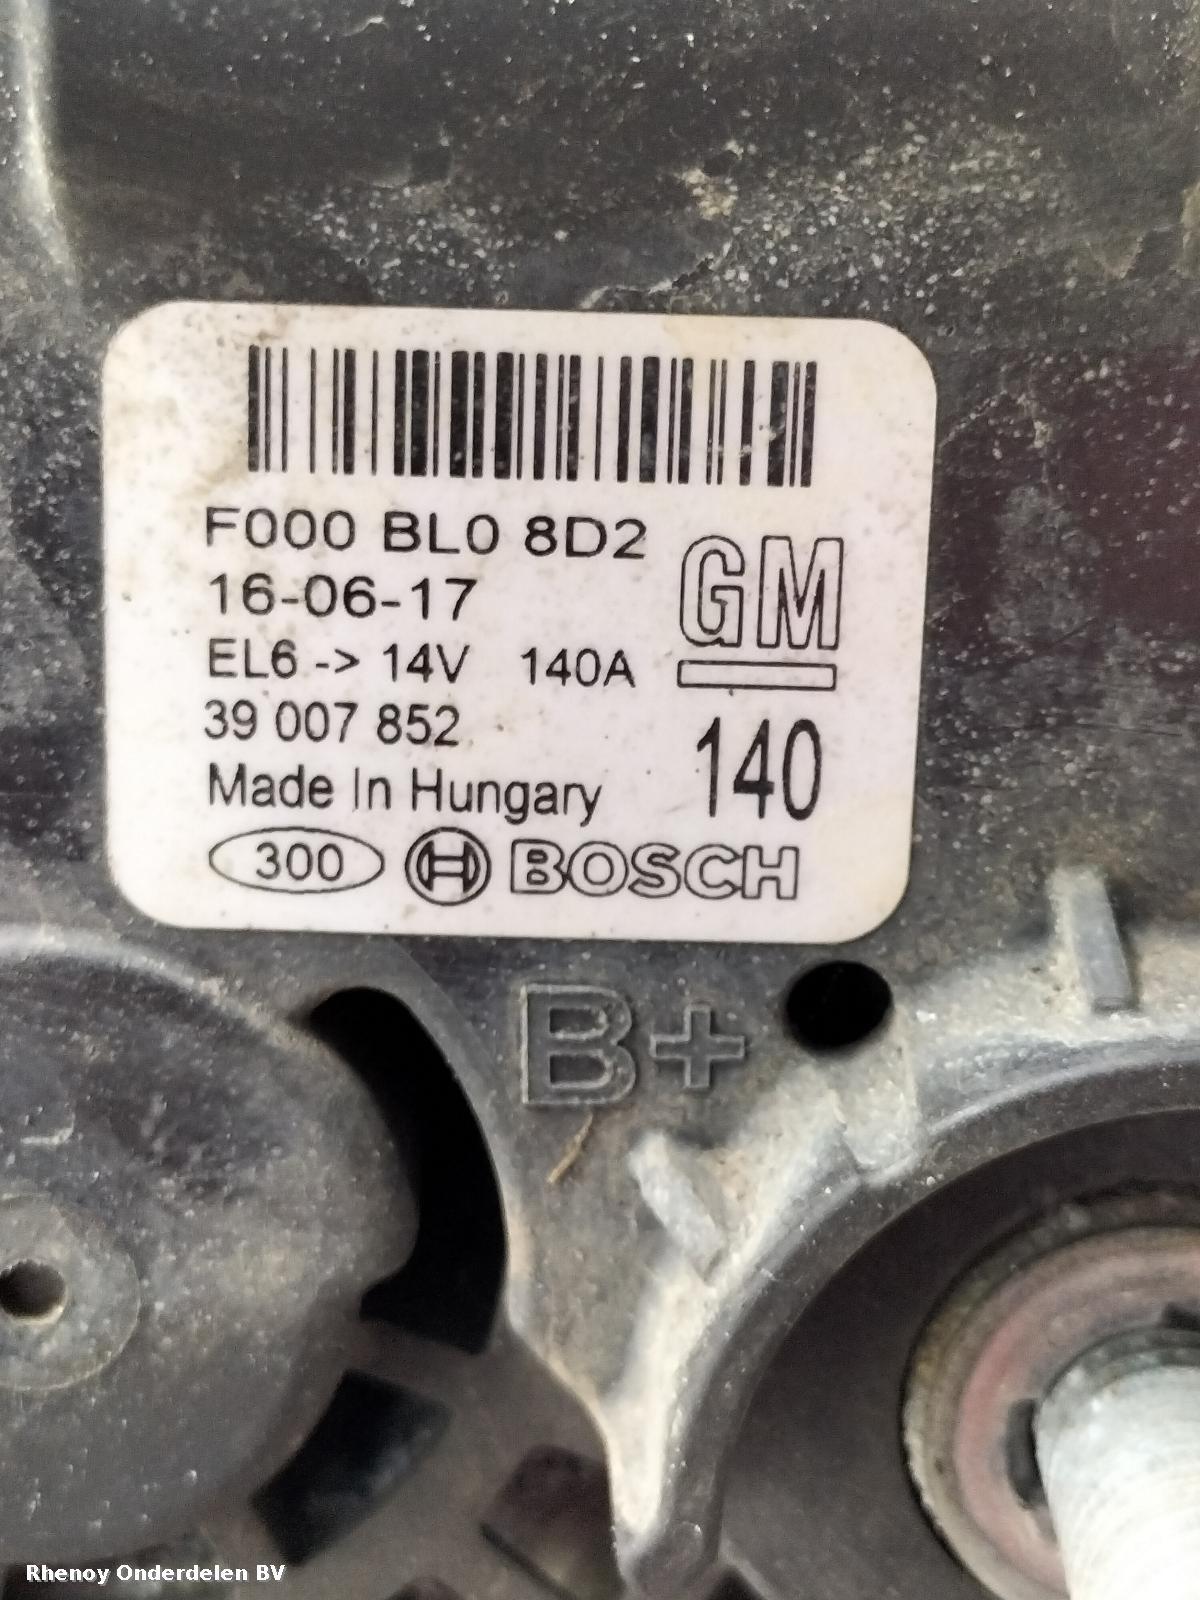 F000 BL0 8D2
16-06-17
EL6 -> 14V 140A
39 007 852
Made In Hungary
GM
140
300 BOSCH
B+
Rhenoy Onderdelen BV